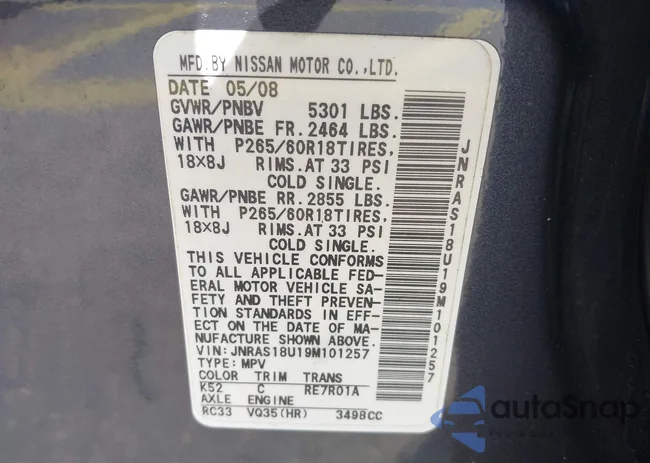 MFD.BY NISSAN MOTOR CO.,LTD.
DATE 05/08
GVWR/PNBV 5301 LBS.
GAWR/PNBE FR. 2464 LBS.
WITH P265/60R18TIRES,
18X8J RIMS.AT 33 PSI
COLD SINGLE.
GAWR/PNBE RR. 2855 LBS.
WITH P265/60R18TIRES,
18X8J RIMS.AT 33 PSI
COLD SINGLE.
THIS VEHICLE CONFORMS
TO ALL APPLICABLE FED-
ERAL MOTOR VEHICLE SA-
FETY AND THEFT PREVEN-
TION STANDARDS IN EFF-
ECT ON THE DATE OF MA-
NUFACTURE SHOWN ABOVE.
VIN: JNRAS18U19M101257
TYPE: MPV
COLOR TRIM TRANS
K52 C RE7R01A
AXLE ENGINE
RC33 VQ35(HR) 3498CC
JNRAS18U19M101257
autoSnap